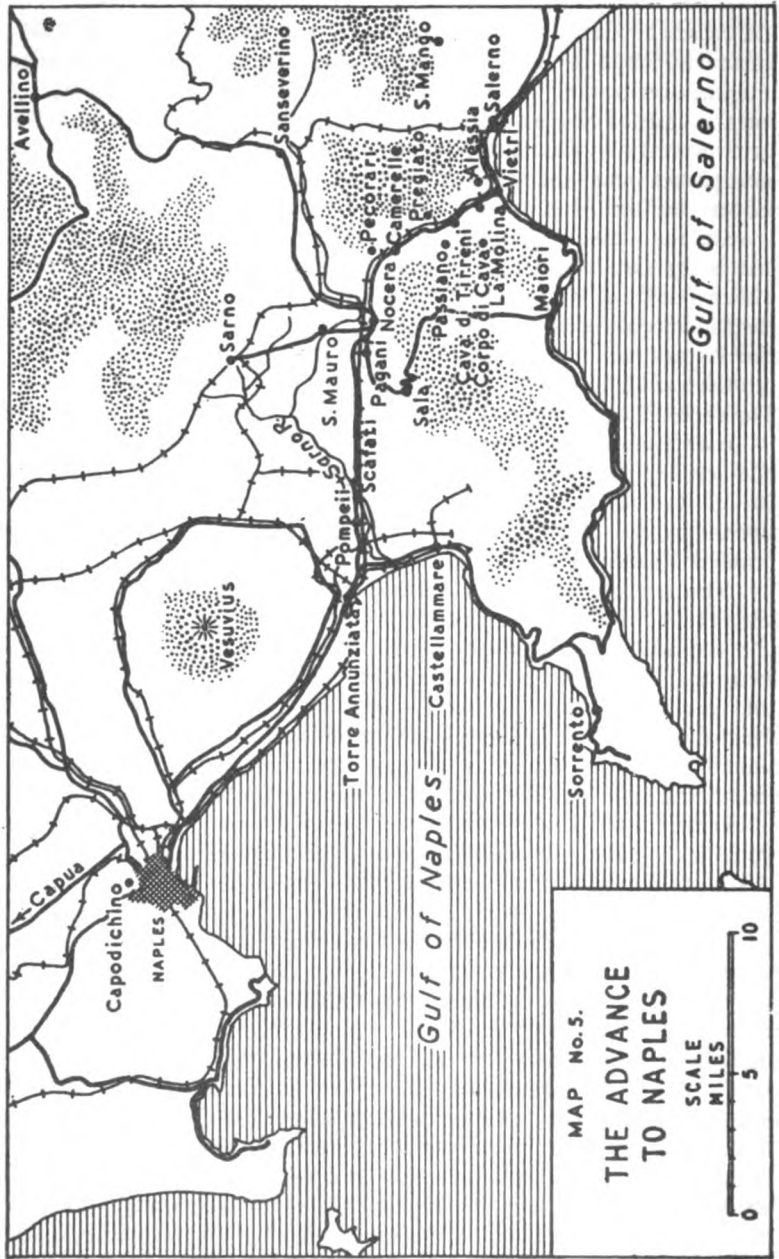 MAP No. 5.
THE ADVANCE
TO NAPLES
SCALE
MILES
0 5 10
Capua
Capodichino
NAPLES
Vesuvius
Avellino
Sarno
Sanseverino
S. Mauro
Sarno R.
Pompeii
Scafati
Pagani
Nocera
Pecorari
Camerelle
Pregiato
S. Mango
Sala
Passiano
Cava di Tirreni
Corpo di Cavae
La Molina
Alessia
Salerno
Vietri
Maiori
Torre Annunziata
Castellammare
Sorrento
Gulf of Naples
Gulf of Salerno